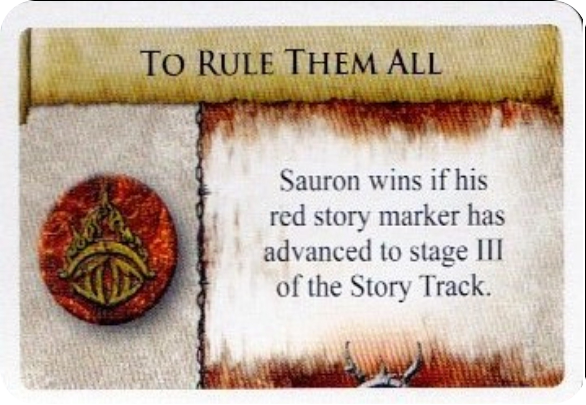 TO RULE THEM ALL
Sauron wins if his
red story marker has
advanced to stage III
of the Story Track.